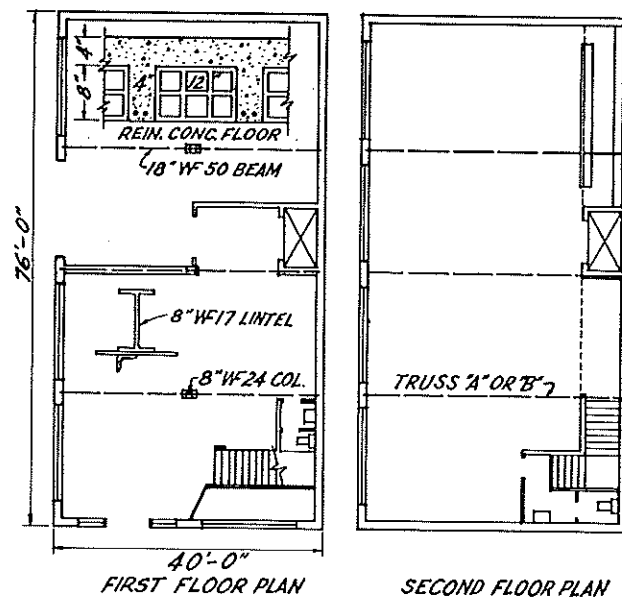 4"
8"
4"
12"
REIN. CONC. FLOOR
18" WF 50 BEAM
76'-0"
8" WF 17 LINTEL
8" WF 24 COL.
TRUSS "A" OR "B"
40'-0"
FIRST FLOOR PLAN
SECOND FLOOR PLAN